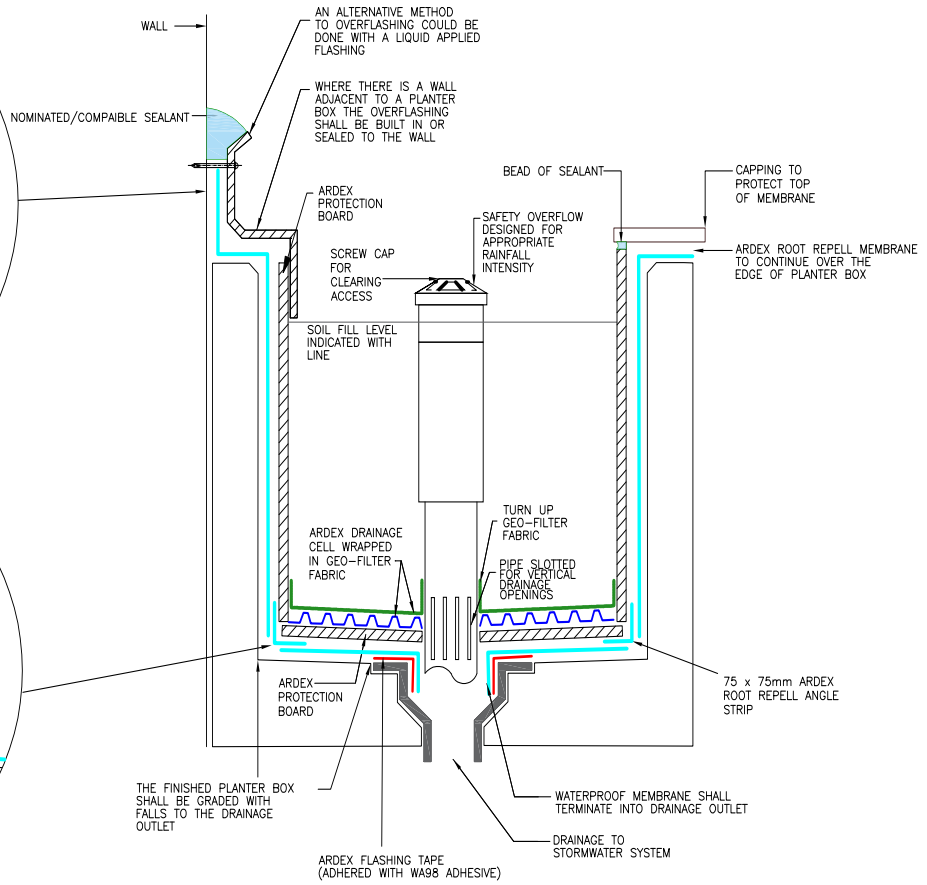 AN ALTERNATIVE METHOD
TO OVERFLASHING COULD BE
DONE WITH A LIQUID APPLIED
FLASHING
WALL
WHERE THERE IS A WALL
ADJACENT TO A PLANTER
BOX THE OVERFLASHING
SHALL BE BUILT IN OR
SEALED TO THE WALL
NOMINATED/COMPAIBLE SEALANT
BEAD OF SEALANT
CAPPING TO
PROTECT TOP
OF MEMBRANE
ARDEX
PROTECTION
BOARD
SAFETY OVERFLOW
DESIGNED FOR
APPROPRIATE
RAINFALL
INTENSITY
SCREW CAP
FOR
CLEARING
ACCESS
ARDEX ROOT REPELL MEMBRANE
TO CONTINUE OVER THE
EDGE OF PLANTER BOX
SOIL FILL LEVEL
INDICATED WITH
LINE
TURN UP
GEO-FILTER
FABRIC
ARDEX DRAINAGE
CELL WRAPPED
IN GEO-FILTER
FABRIC
PIPE SLOTTED
FOR VERTICAL
DRAINAGE
OPENINGS
ARDEX
PROTECTION
BOARD
75 x 75mm ARDEX
ROOT REPELL ANGLE
STRIP
THE FINISHED PLANTER BOX
SHALL BE GRADED WITH
FALLS TO THE DRAINAGE
OUTLET
WATERPROOF MEMBRANE SHALL
TERMINATE INTO DRAINAGE OUTLET
DRAINAGE TO
STORMWATER SYSTEM
ARDEX FLASHING TAPE
(ADHERED WITH WA98 ADHESIVE)